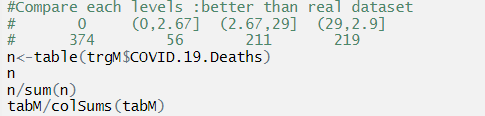 #Compare each levels :better than real dataset
#       0     (0,2.67]  (2.67,29]  (29,2.9]
#      374       56       211        219
n<-table(trgM$COVID.19.Deaths)
n
n/sum(n)
tabM/colSums(tabM)